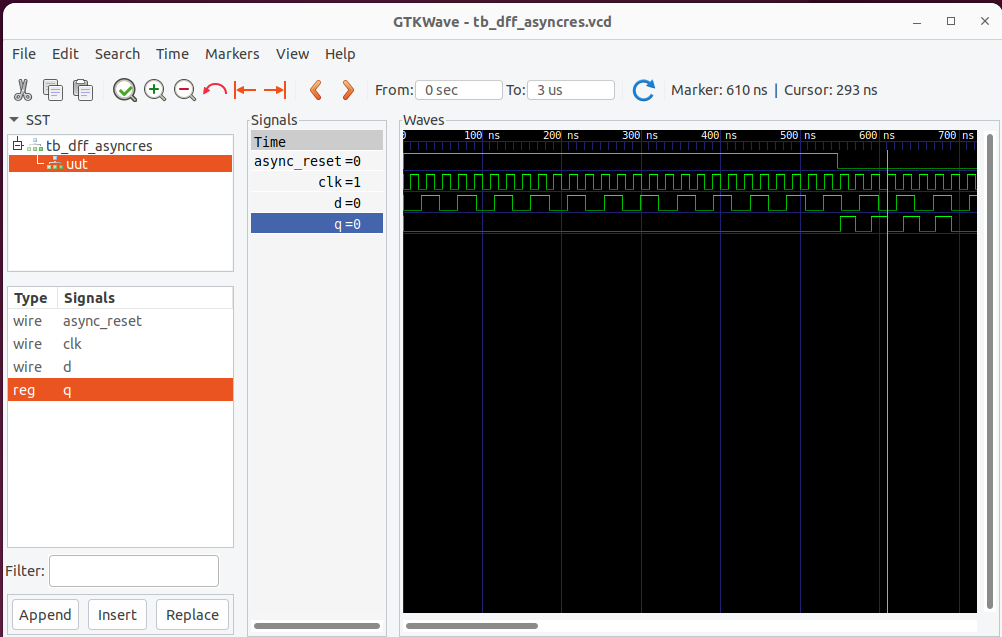 GTKWave - tb_dff_asyncres.vcd
File Edit Search Time Markers View Help
From: 0 sec To: 3 us Marker: 610 ns | Cursor: 293 ns
SST
tb_dff_asyncres
uut
Type Signals
wire async_reset
wire clk
wire d
reg q
Filter:
Append Insert Replace
Signals
Time
async_reset=0
clk=1
d=0
q=0
Waves
0 100 ns 200 ns 300 ns 400 ns 500 ns 600 ns 700 ns